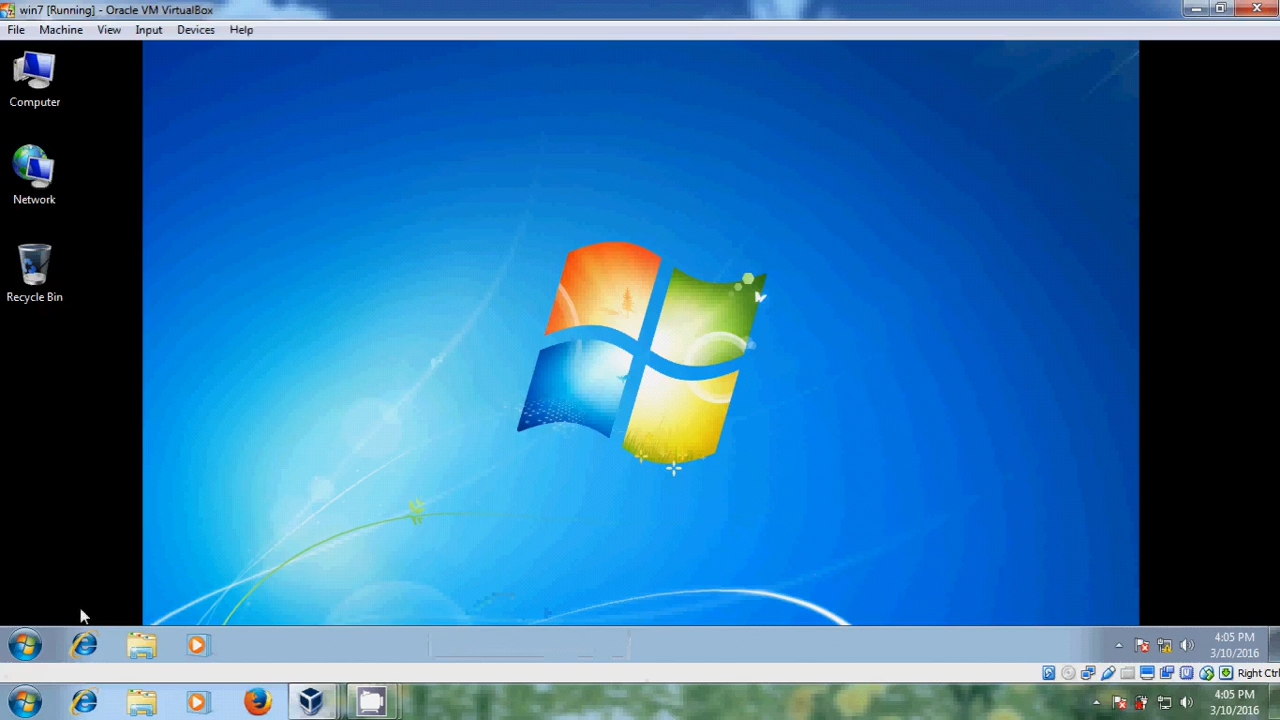 win7 [Running] - Oracle VM VirtualBox
File Machine View Input Devices Help
Computer
Network
Recycle Bin
4:05 PM
3/10/2016
Right Ctrl
4:05 PM
3/10/2016